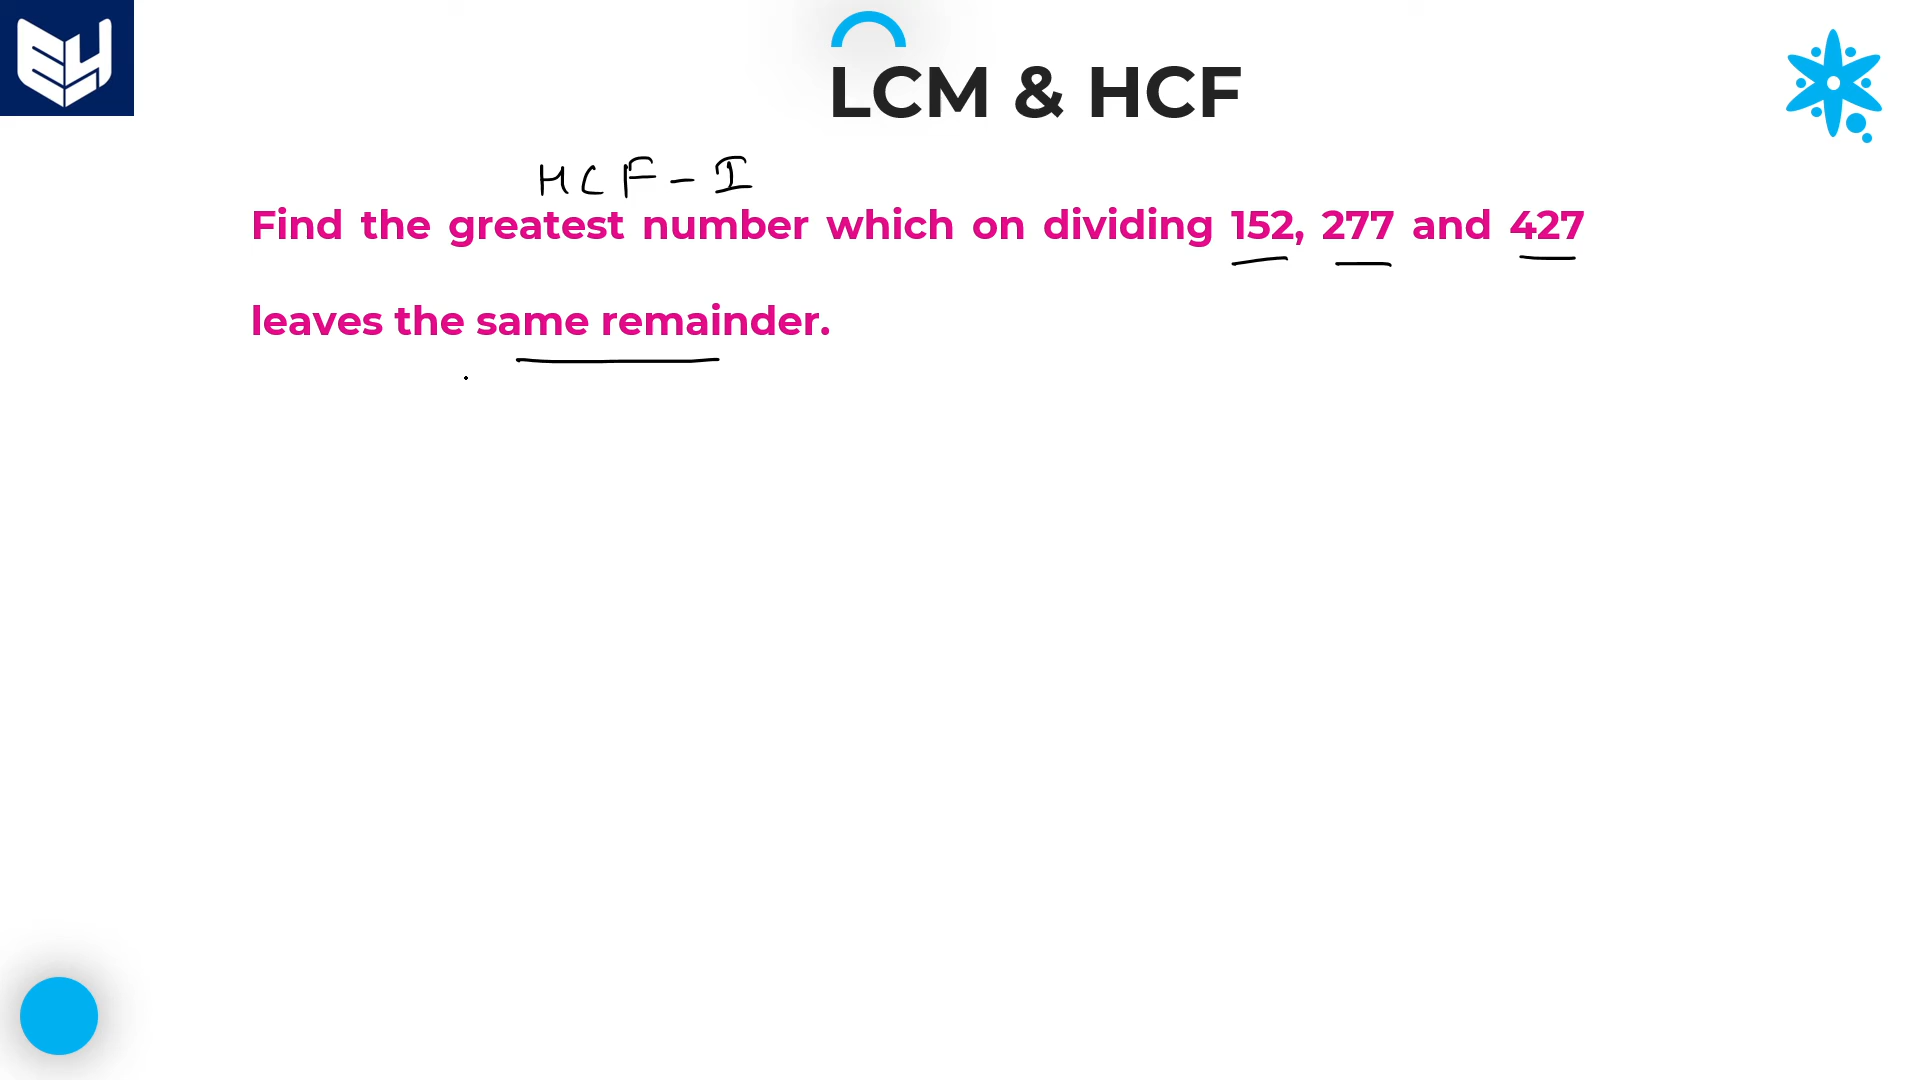 LCM & HCF
HCF - I
Find the greatest number which on dividing 152, 277 and 427
leaves the same remainder.